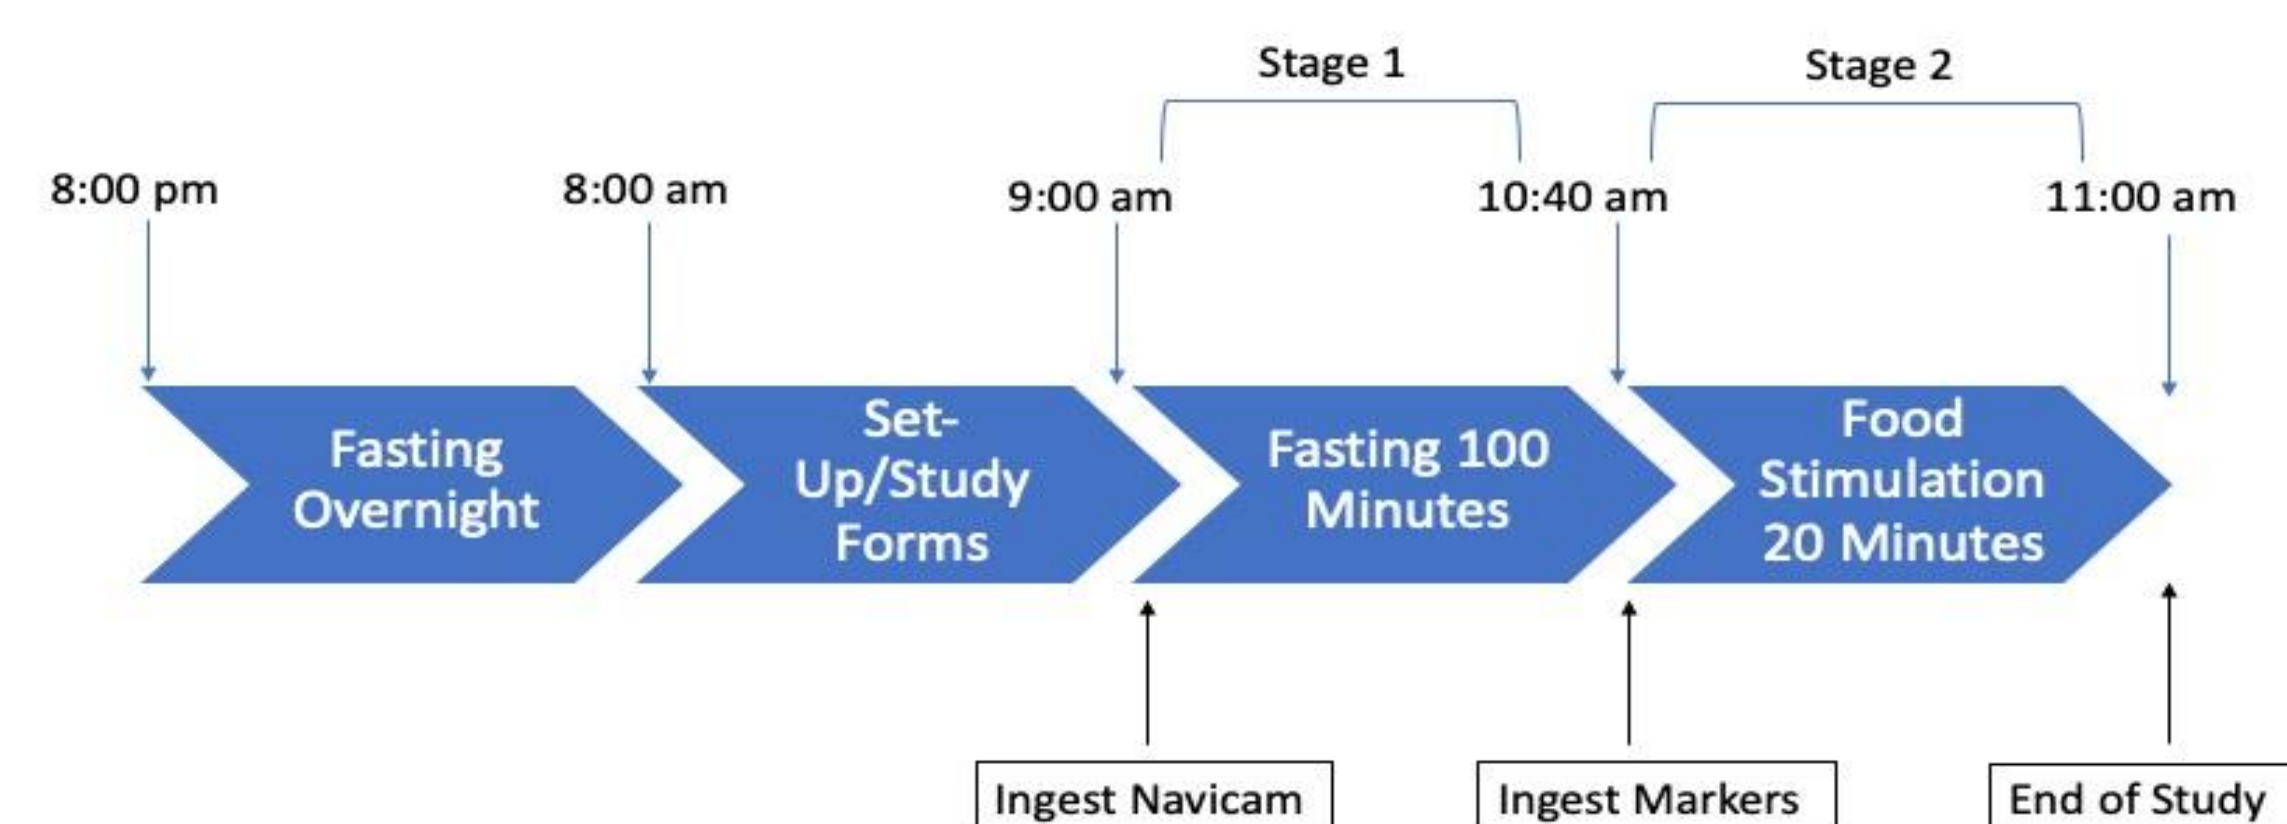 Stage 1
Stage 2
8:00 pm
8:00 am
9:00 am
10:40 am
11:00 am
Fasting
Overnight
Set-
Up/Study
Forms
Fasting 100
Minutes
Food
Stimulation
20 Minutes
Ingest Navicam
Ingest Markers
End of Study